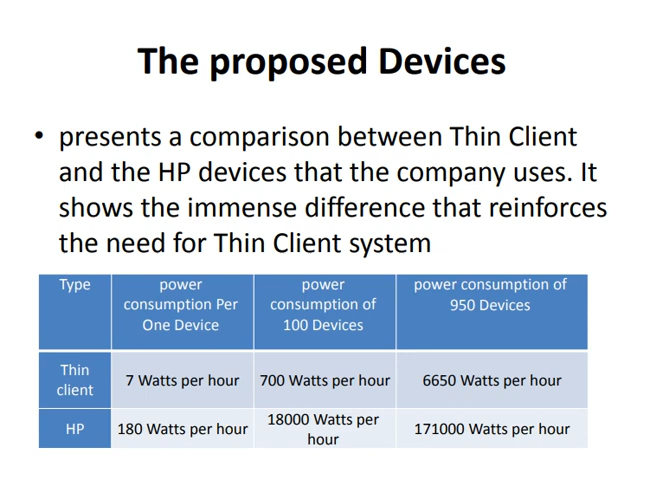 The proposed Devices
• presents a comparison between Thin Client
and the HP devices that the company uses. It
shows the immense difference that reinforces
the need for Thin Client system
Type
power
consumption Per
One Device
power
consumption of
100 Devices
power consumption of
950 Devices
Thin
client
7 Watts per hour
700 Watts per hour
6650 Watts per hour
HP
180 Watts per hour
18000 Watts per
hour
171000 Watts per hour